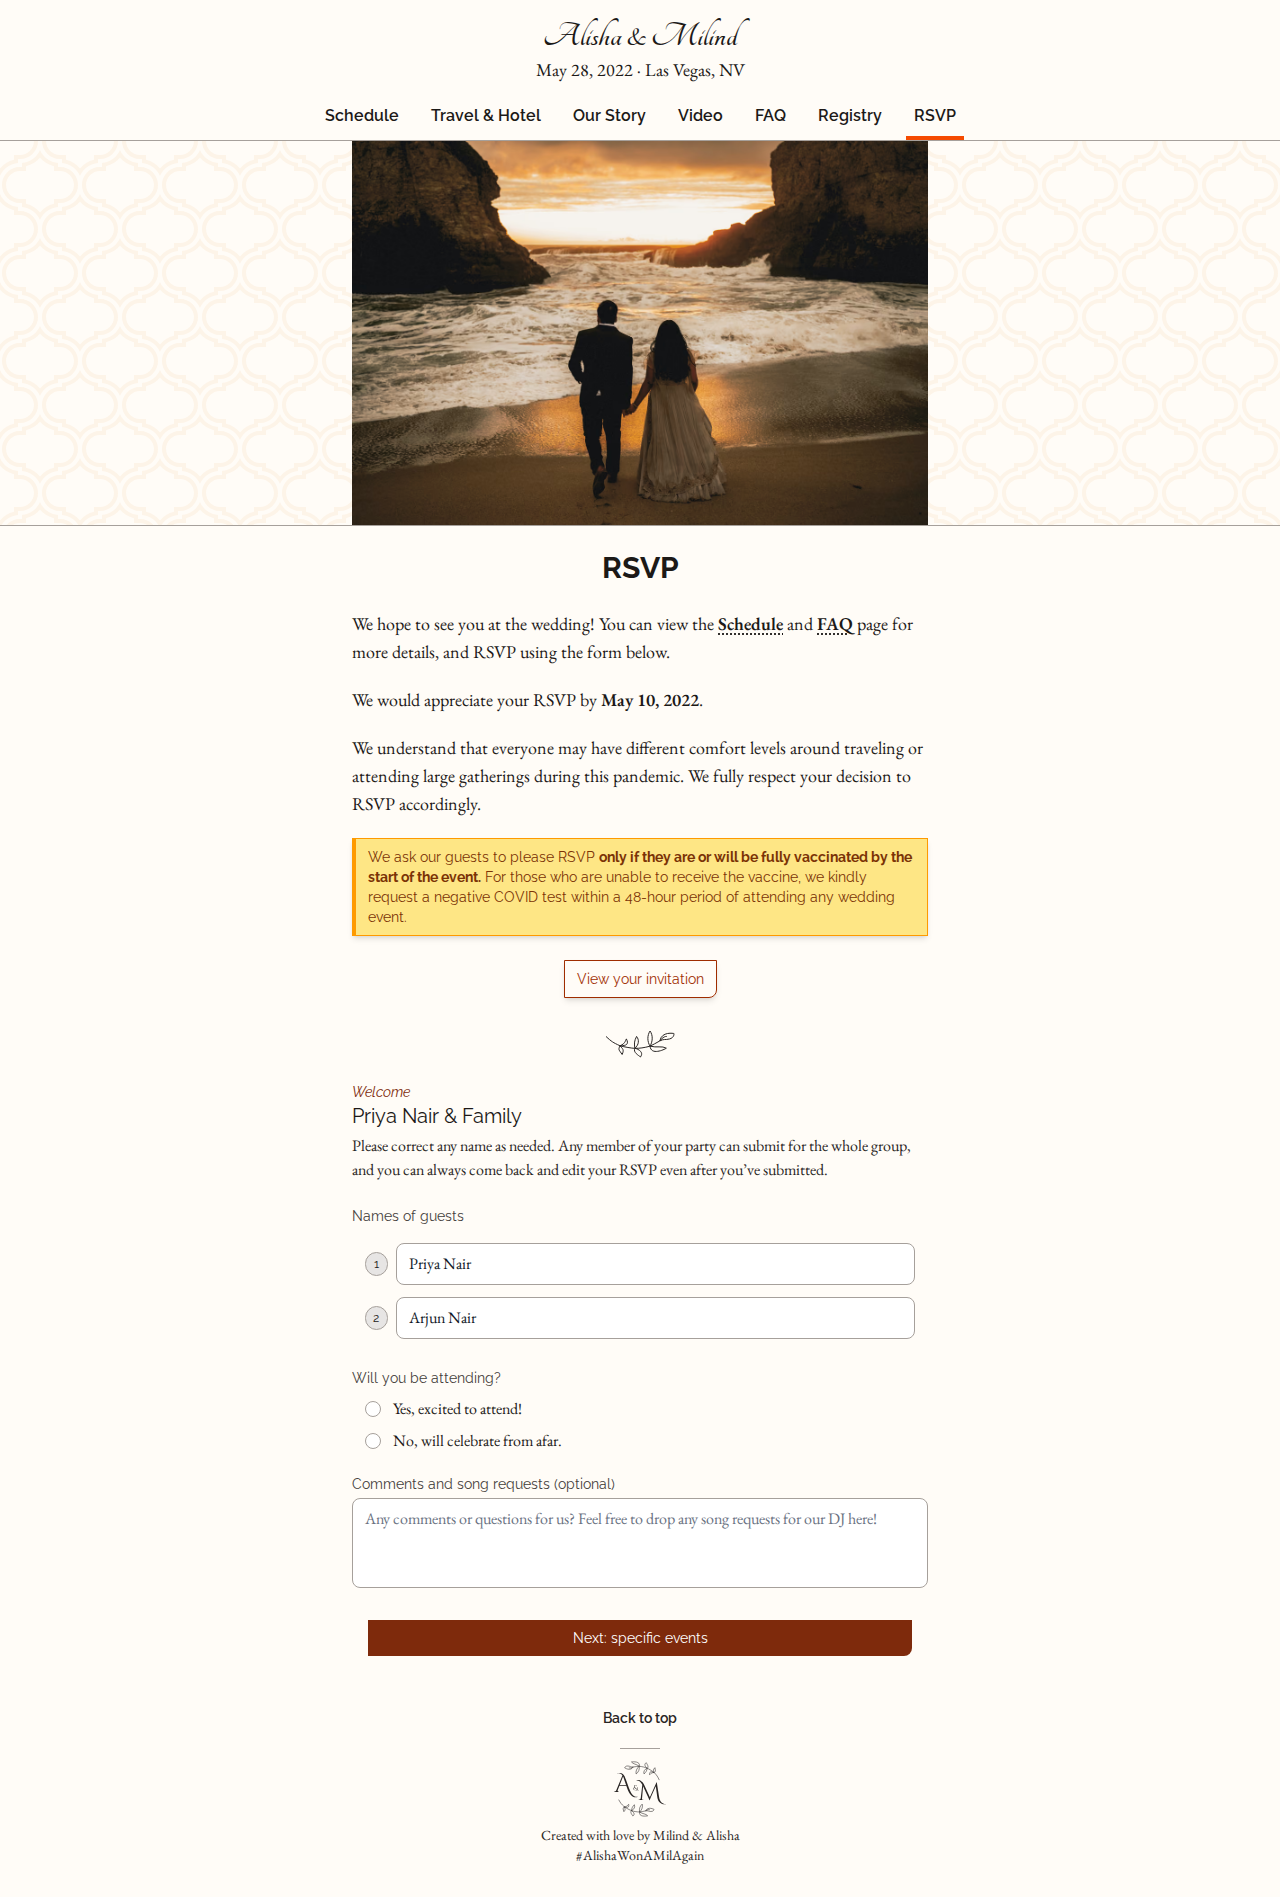 Alisha & Milind
May 28, 2022 · Las Vegas, NV
Schedule Travel & Hotel Our Story Video FAQ Registry RSVP
RSVP
We hope to see you at the wedding! You can view the Schedule and FAQ page for
more details, and RSVP using the form below.
We would appreciate your RSVP by May 10, 2022.
We understand that everyone may have different comfort levels around traveling or
attending large gatherings during this pandemic. We fully respect your decision to
RSVP accordingly.
We ask our guests to please RSVP only if they are or will be fully vaccinated by the
start of the event. For those who are unable to receive the vaccine, we kindly
request a negative COVID test within a 48-hour period of attending any wedding
event.
View your invitation
Welcome
Priya Nair & Family
Please correct any name as needed. Any member of your party can submit for the whole group,
and you can always come back and edit your RSVP even after you’ve submitted.
Names of guests
1 Priya Nair
2 Arjun Nair
Will you be attending?
Yes, excited to attend!
No, will celebrate from afar.
Comments and song requests (optional)
Any comments or questions for us? Feel free to drop any song requests for our DJ here!
Next: specific events
Back to top
A&M
Created with love by Milind & Alisha
#AlishaWonAMilAgain